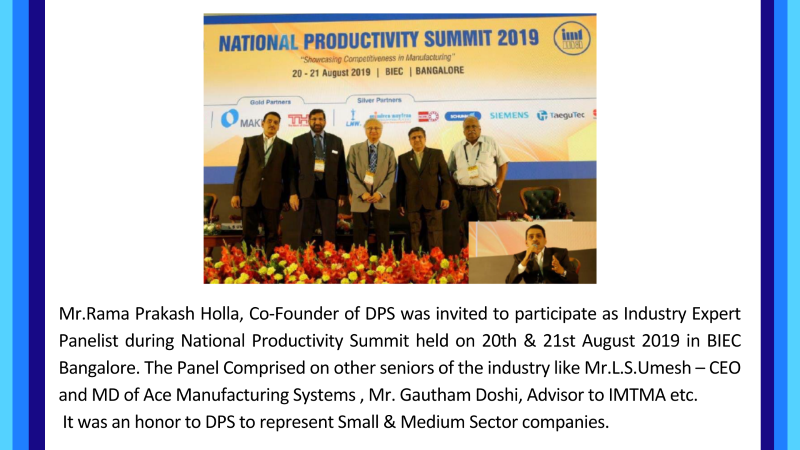 NATIONAL PRODUCTIVITY SUMMIT 2019
"Showcasing Competitiveness in Manufacturing"
20 - 21 August 2019 | BIEC | BANGALORE
imt
Gold Partners
Silver Partners
MAKI
LMW
SIEMENS
TaeguTec
Mr.Rama Prakash Holla, Co-Founder of DPS was invited to participate as Industry Expert
Panelist during National Productivity Summit held on 20th & 21st August 2019 in BIEC
Bangalore. The Panel Comprised on other seniors of the industry like Mr.L.S.Umesh – CEO
and MD of Ace Manufacturing Systems , Mr. Gautham Doshi, Advisor to IMTMA etc.
It was an honor to DPS to represent Small & Medium Sector companies.